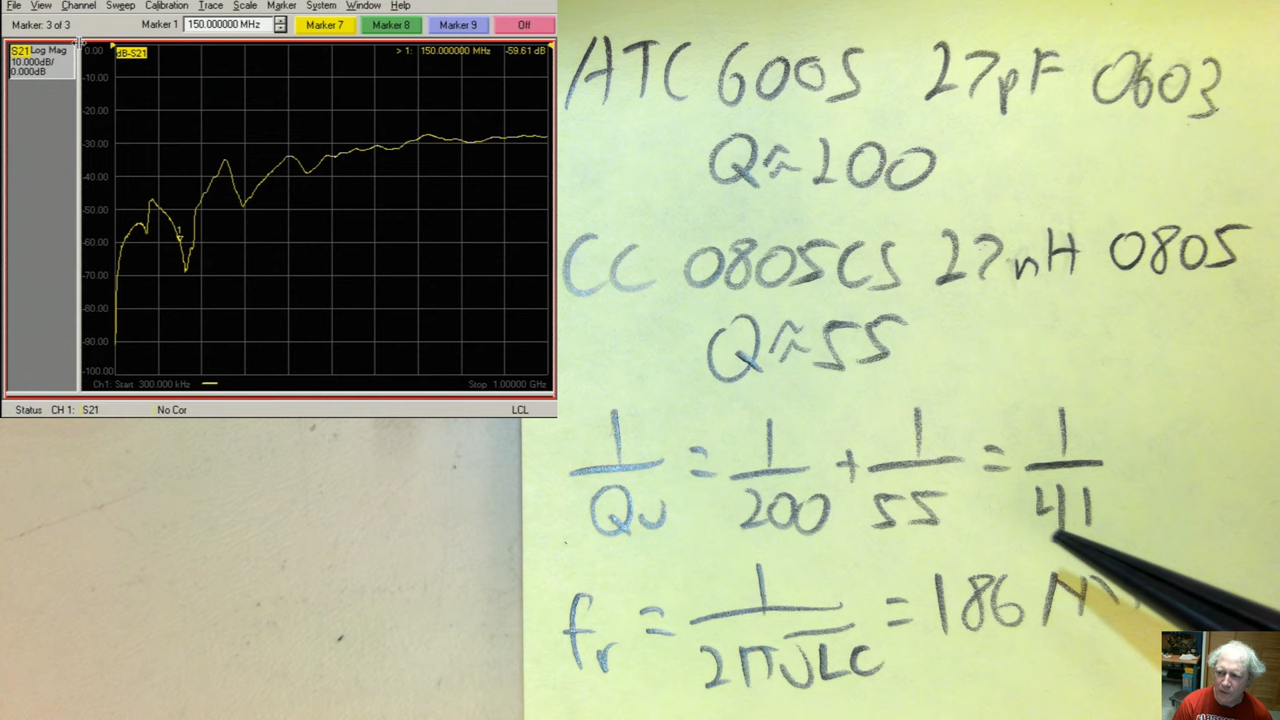 File View Channel Sweep Calibration Trace Scale Marker System Window Help
Marker: 3 of 3 Marker 1 150.000000 MHz Marker 7 Marker 8 Marker 9 Off
S21 Log Mag
10.000dB/
0.000dB
0.00 dB-S21 > 1: 150.000000 MHz -59.61 dB
-10.00
-20.00
-30.00
-40.00
-50.00
1
-60.00
-70.00
-80.00
-90.00
-100.00
Ch1: Start 300.000 kHz Stop 1.00000 GHz
Status CH 1: S21 No Cor LCL
ATC 600S 27pF 0603
Q≈200
CC 0805CS 27nH 0805
Q≈55
1/Qu = 1/200 + 1/55 = 1/41
fr = 1/2π√LC = 186